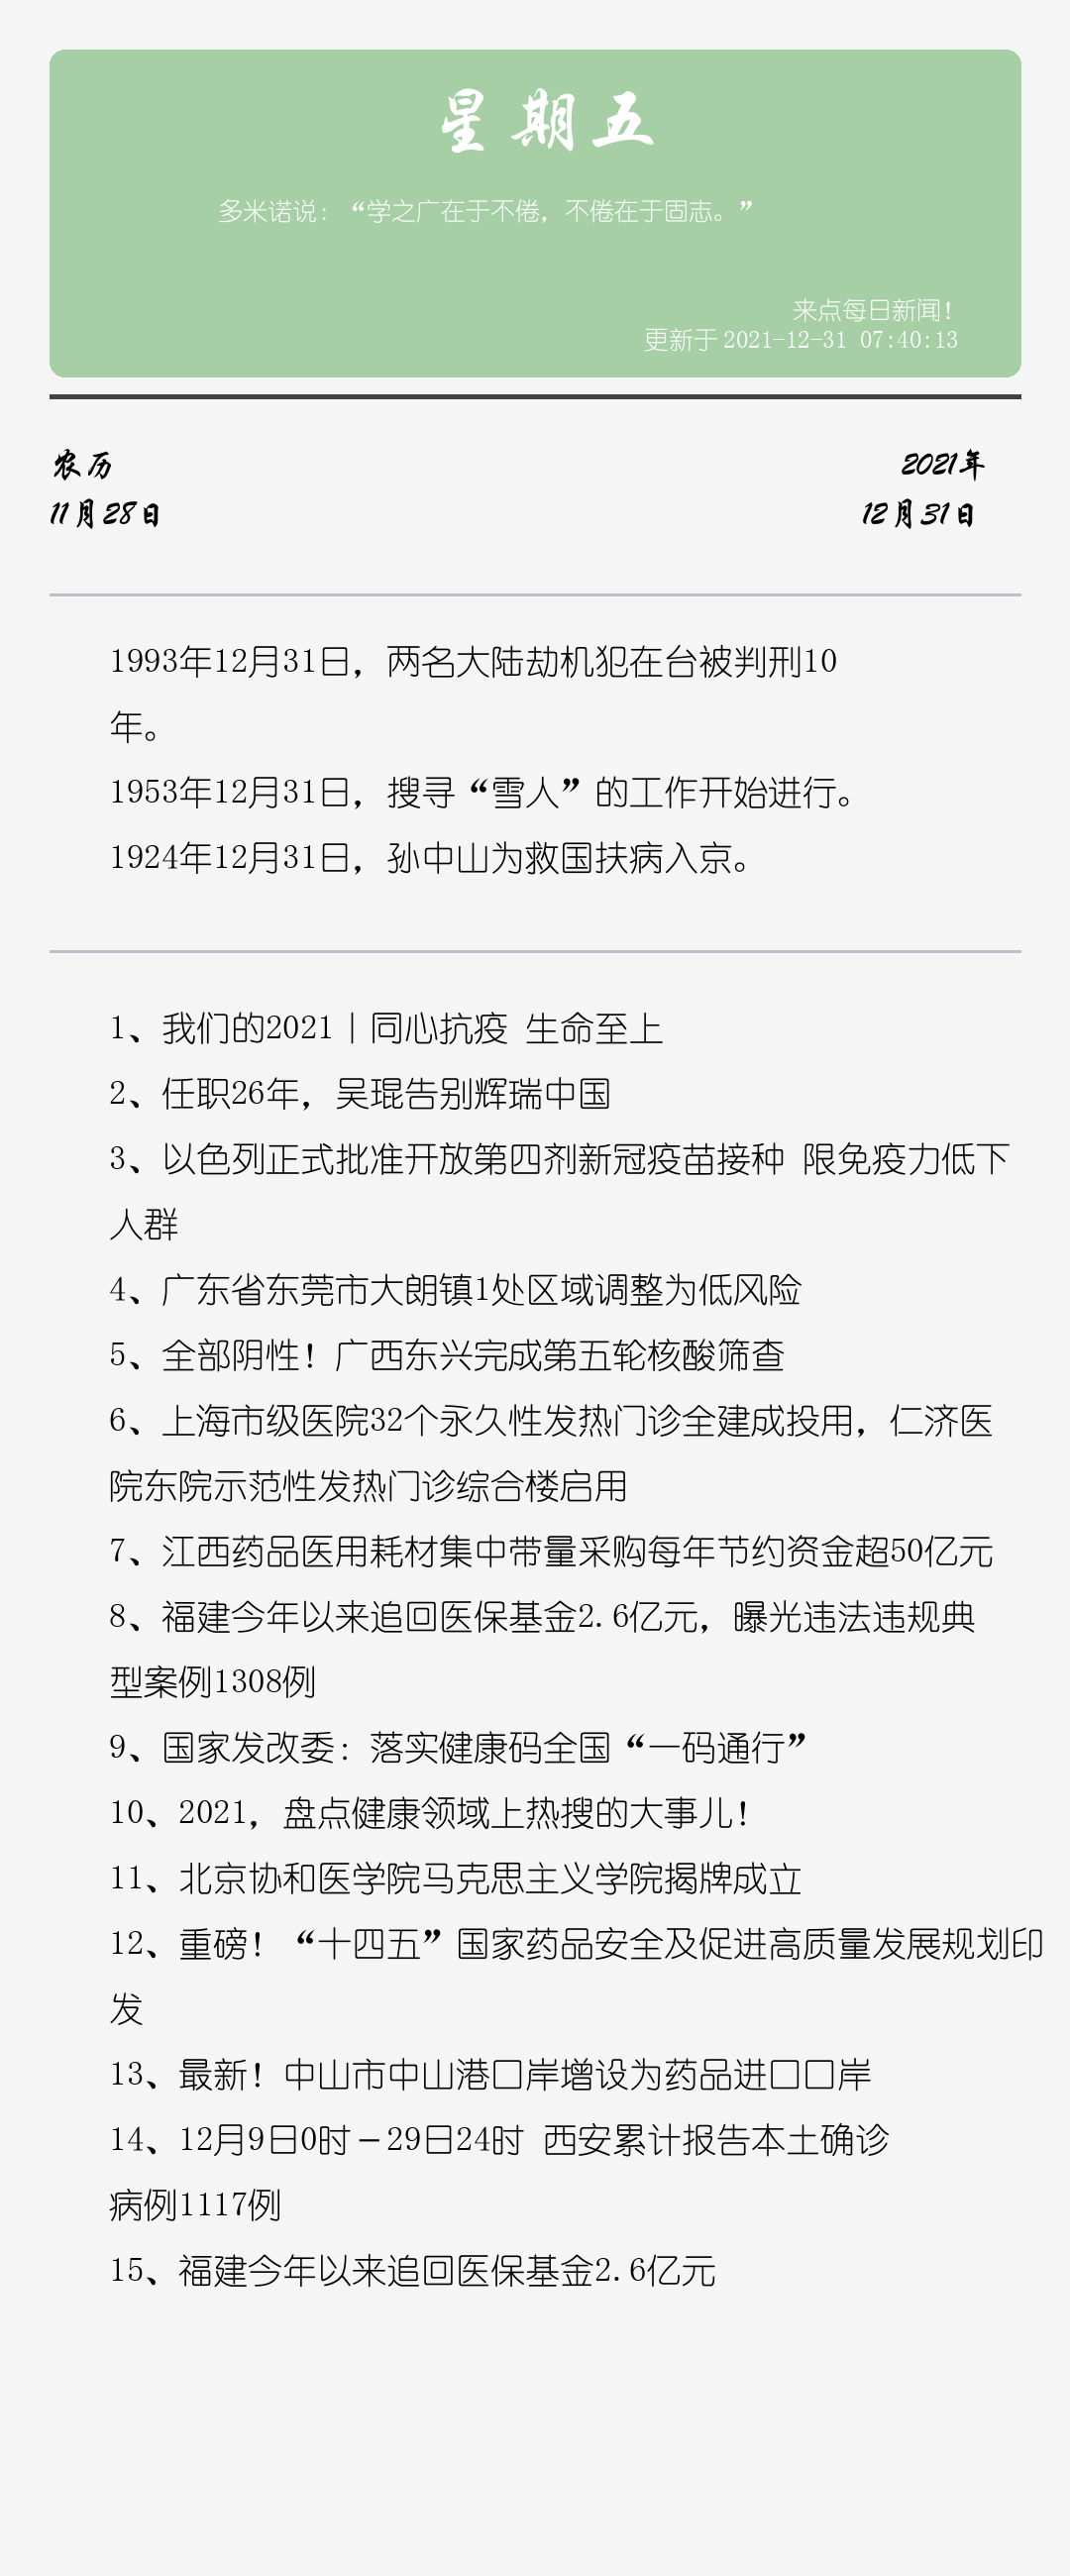 星期五
多米诺说：“学之广在于不倦，不倦在于固志。”
来点每日新闻！
更新于 2021-12-31 07:40:13
农历
2021年
11月28日
12月31日
1993年12月31日，两名大陆劫机犯在台被判刑10
年。
1953年12月31日，搜寻“雪人”的工作开始进行。
1924年12月31日，孙中山为救国扶病入京。
1、我们的2021丨同心抗疫 生命至上
2、任职26年，吴琨告别辉瑞中国
3、以色列正式批准开放第四剂新冠疫苗接种 限免疫力低下
人群
4、广东省东莞市大朗镇1处区域调整为低风险
5、全部阴性！广西东兴完成第五轮核酸筛查
6、上海市级医院32个永久性发热门诊全建成投用，仁济医
院东院示范性发热门诊综合楼启用
7、江西药品医用耗材集中带量采购每年节约资金超50亿元
8、福建今年以来追回医保基金2.6亿元，曝光违法违规典
型案例1308例
9、国家发改委：落实健康码全国“一码通行”
10、2021，盘点健康领域上热搜的大事儿！
11、北京协和医学院马克思主义学院揭牌成立
12、重磅！“十四五”国家药品安全及促进高质量发展规划印
发
13、最新！中山市中山港口岸增设为药品进口口岸
14、12月9日0时－29日24时 西安累计报告本土确诊
病例1117例
15、福建今年以来追回医保基金2.6亿元